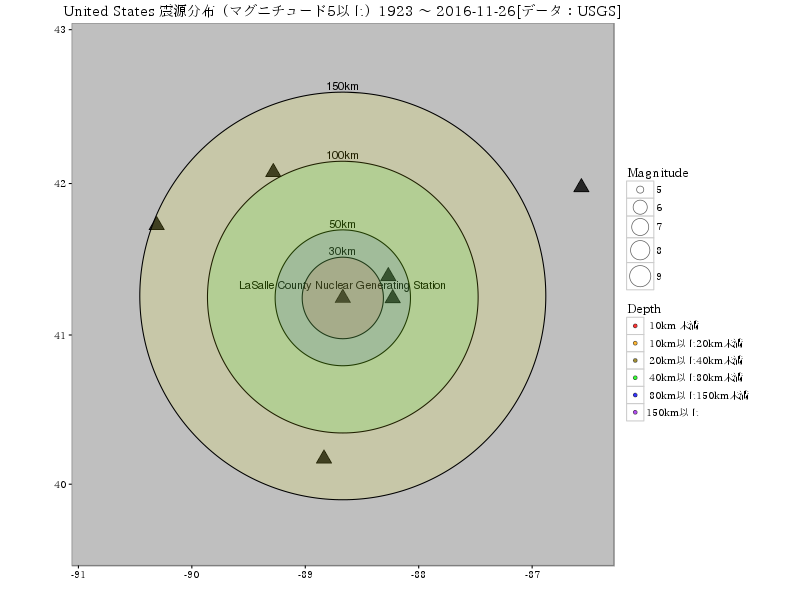 United States 震源分布（マグニチュード5以上）1923 ～ 2016-11-26[データ：USGS]
43
42
41
40
-91
-90
-89
-88
-87
150km
100km
50km
30km
LaSalle County Nuclear Generating Station
Magnitude
5
6
7
8
9
Depth
10km 未満
10km以上20km未満
20km以上40km未満
40km以上80km未満
80km以上150km未満
150km以上